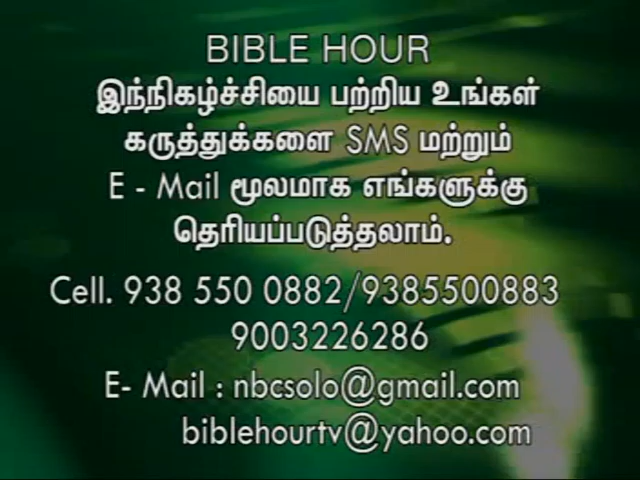 BIBLE HOUR
இந்நிகழ்ச்சியை பற்றிய உங்கள்
கருத்துக்களை SMS மற்றும்
E - Mail மூலமாக எங்களுக்கு
தெரியப்படுத்தலாம்.
Cell. 938 550 0882/9385500883
9003226286
E- Mail : nbcsolo@gmail.com
biblehourtv@yahoo.com